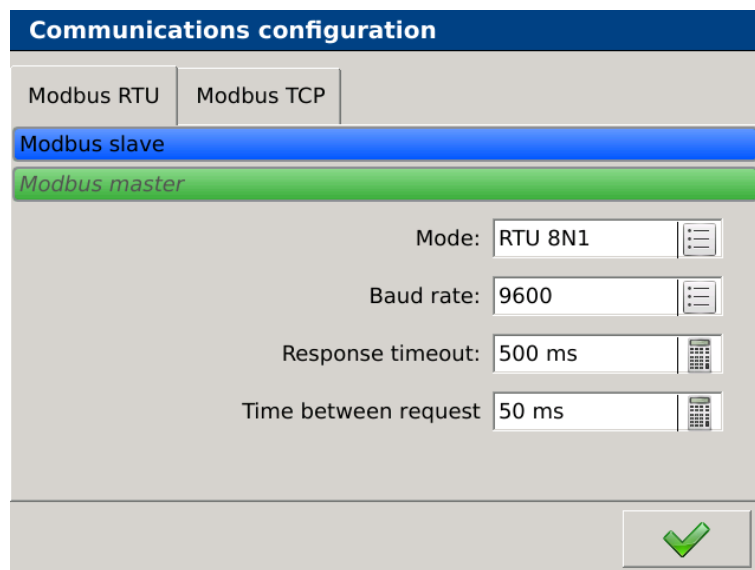 Communications configuration
Modbus RTU Modbus TCP
Modbus slave
Modbus master
Mode: RTU 8N1
Baud rate: 9600
Response timeout: 500 ms
Time between request 50 ms